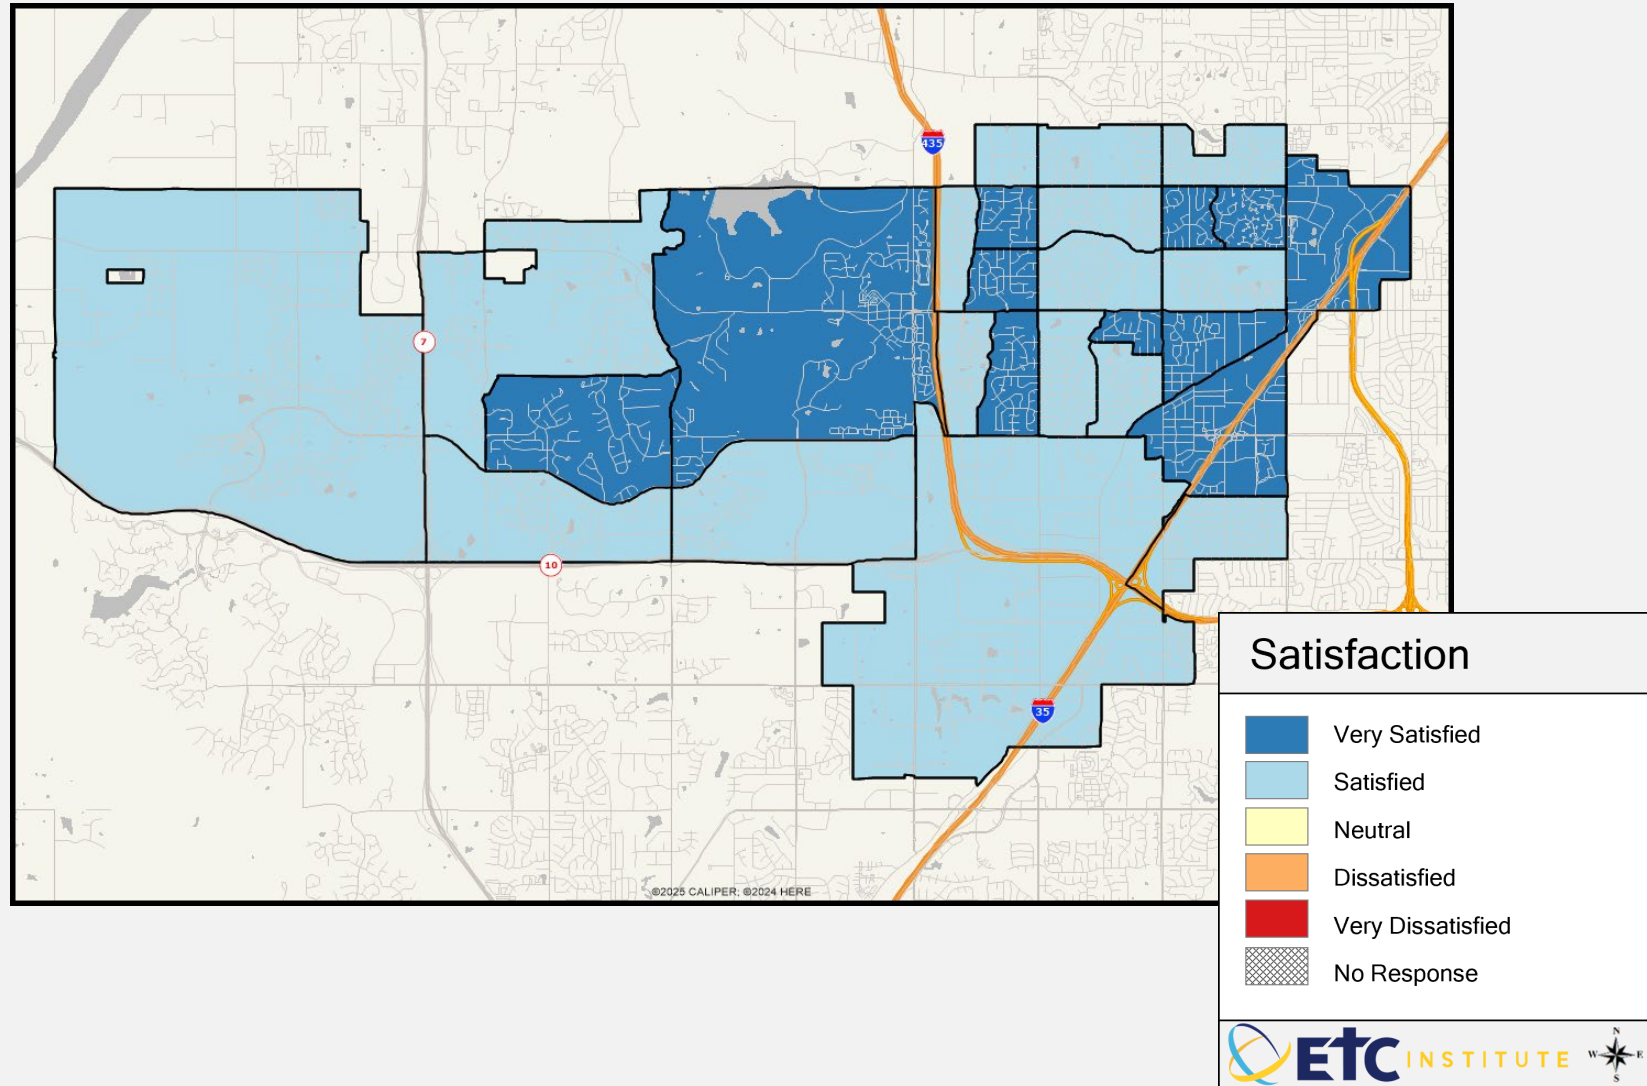 435
7
10
35
©2025 CALIPER; ©2024 HERE
Satisfaction
Very Satisfied
Satisfied
Neutral
Dissatisfied
Very Dissatisfied
No Response
ETC INSTITUTE
N
W E
S